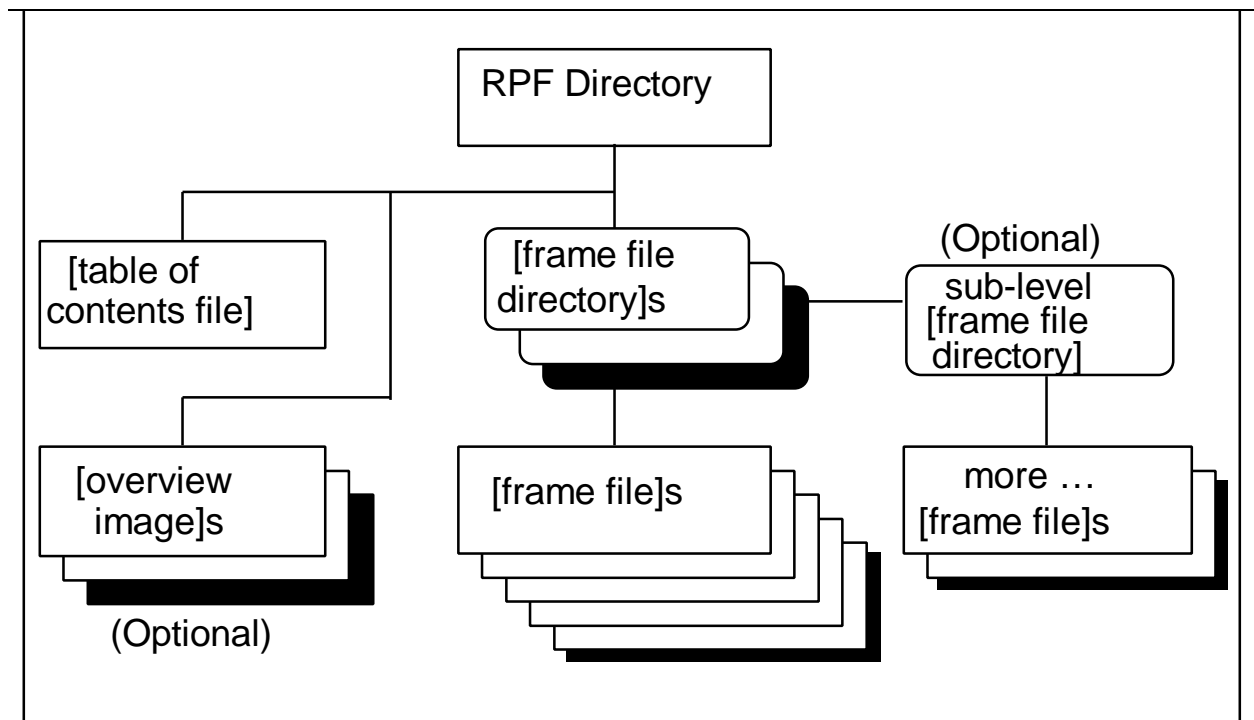 RPF Directory
[table of
contents file]
[frame file
directory]s
(Optional)
sub-level
[frame file
directory]
[overview
image]s
(Optional)
[frame file]s
more …
[frame file]s